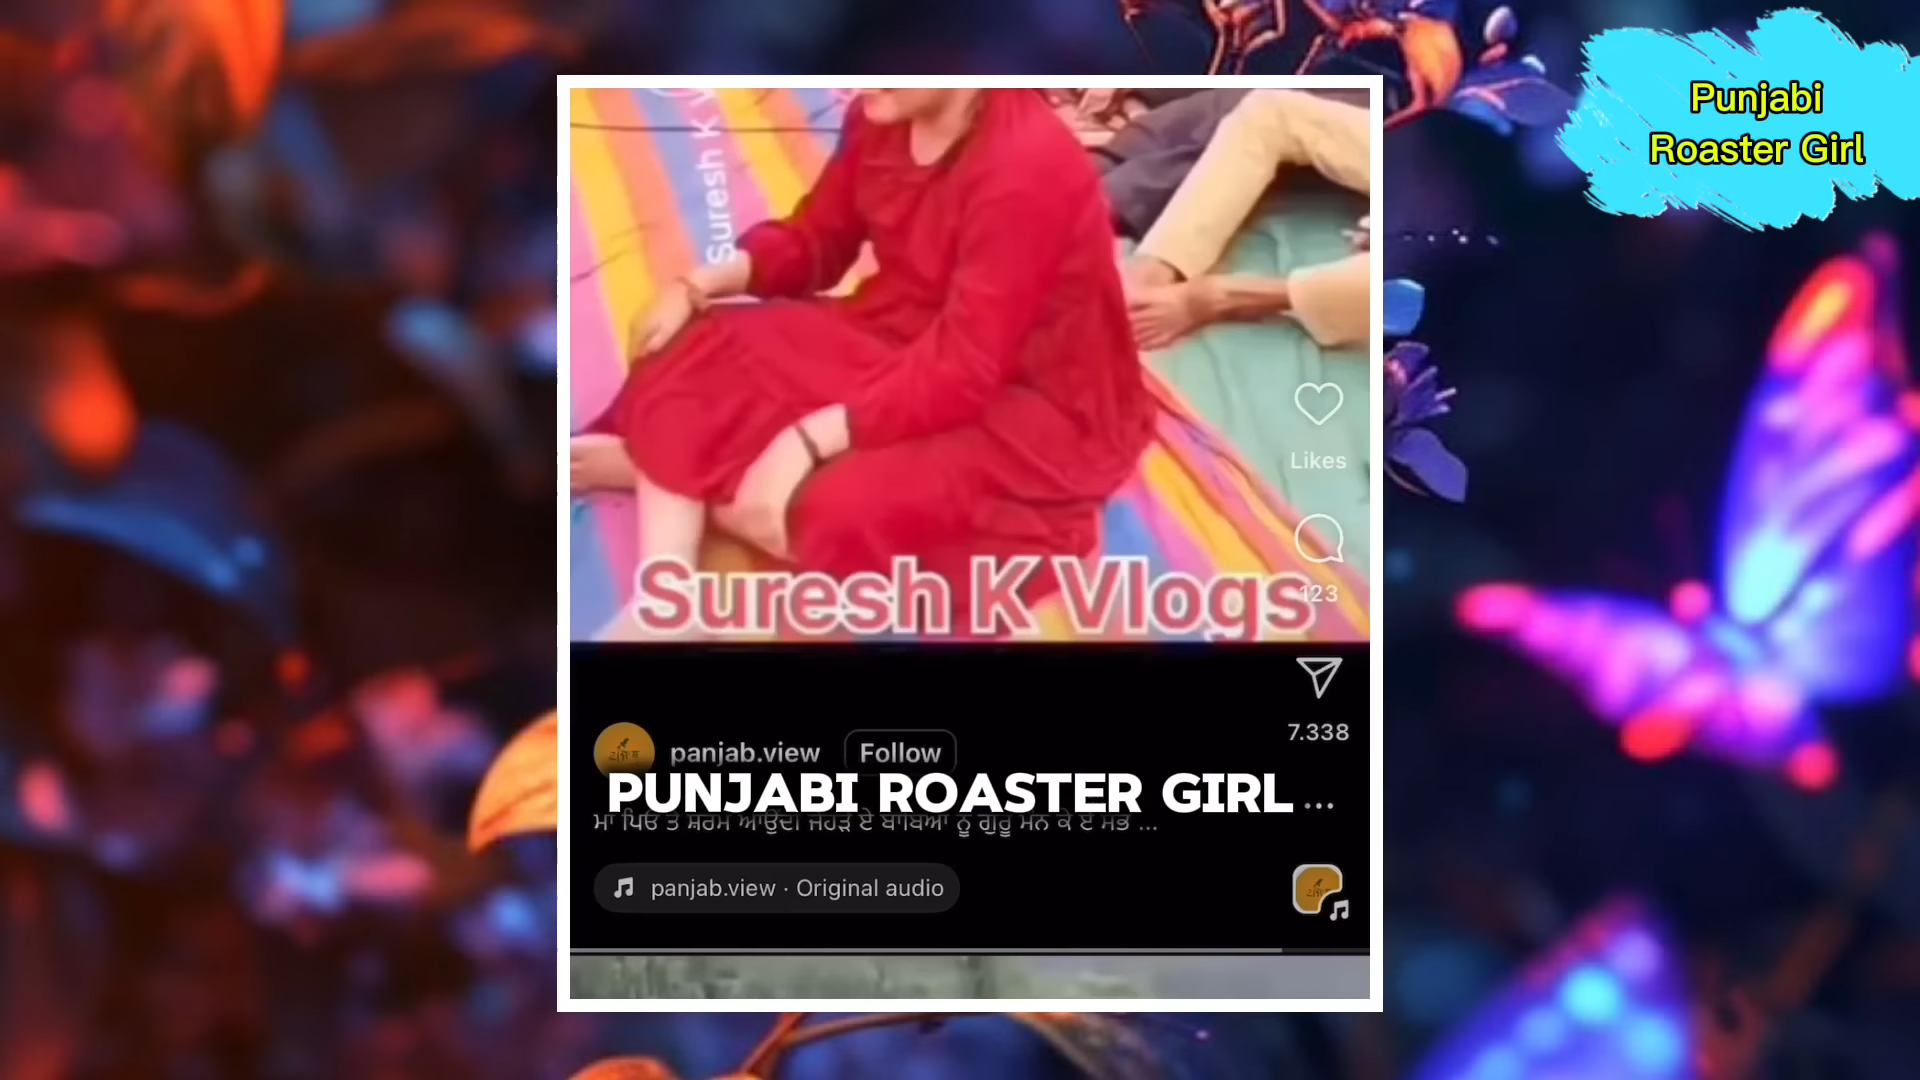 Punjabi
Roaster Girl
Suresh K V
Likes
Suresh K Vlogs
123
7.338
panjab.view
Follow
PUNJABI ROASTER GIRL ...
ਨੂੰ ਗੁਰੂ ਮੰਨ ਕੇ ਏ ਸਭ ...
panjab.view · Original audio